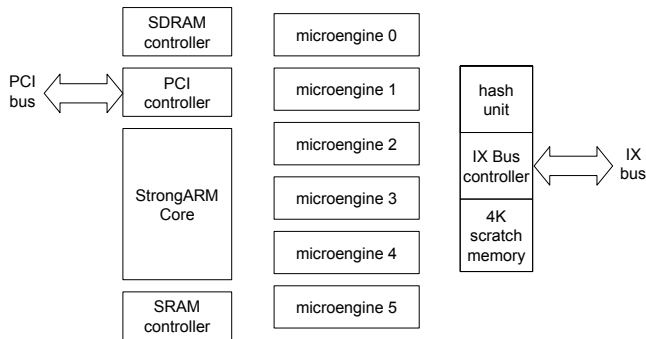 SDRAM
controller
microengine 0
PCI
bus
PCI
controller
microengine 1
hash
unit
microengine 2
StrongARM
Core
IX Bus
controller
IX
bus
microengine 3
4K
scratch
memory
microengine 4
SRAM
controller
microengine 5